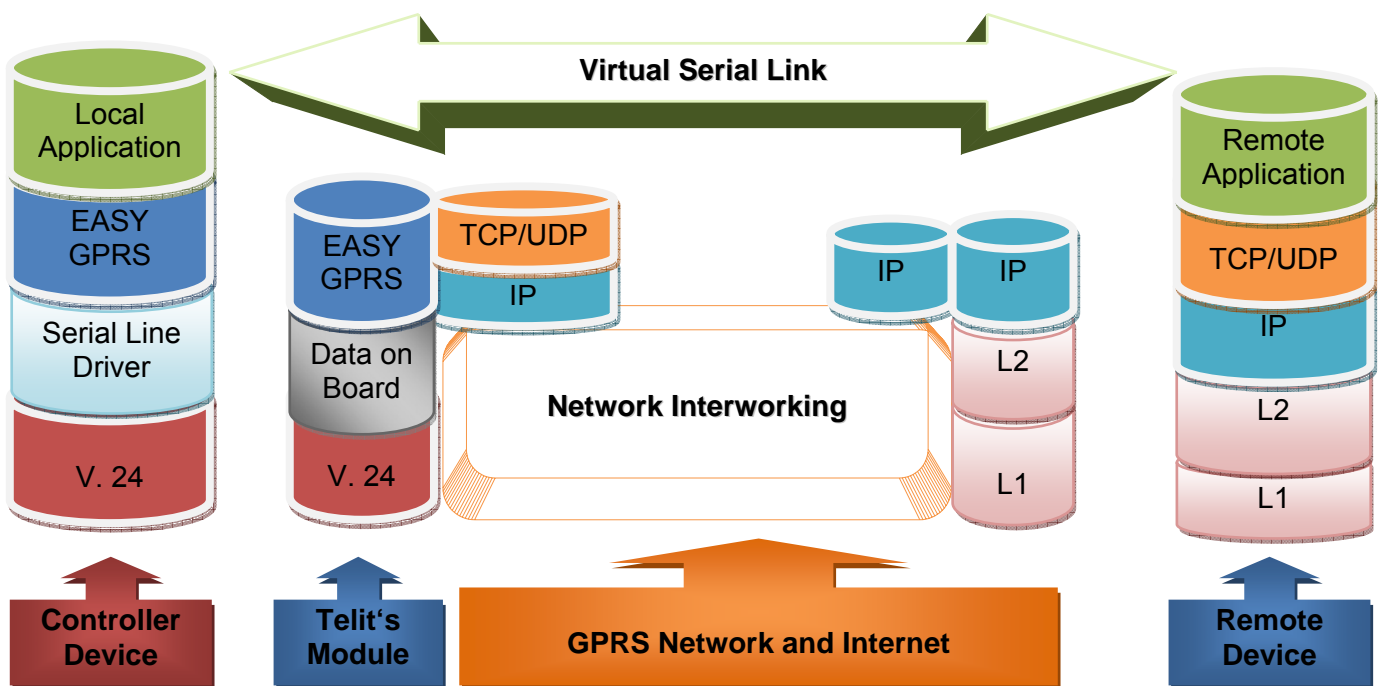 Virtual Serial Link
Local
Application
EASY
GPRS
Serial Line
Driver
V. 24
EASY
GPRS
Data on
Board
V. 24
TCP/UDP
IP
Network Interworking
IP
IP
L2
L1
Remote
Application
TCP/UDP
IP
L2
L1
Controller
Device
Telit‘s
Module
GPRS Network and Internet
Remote
Device